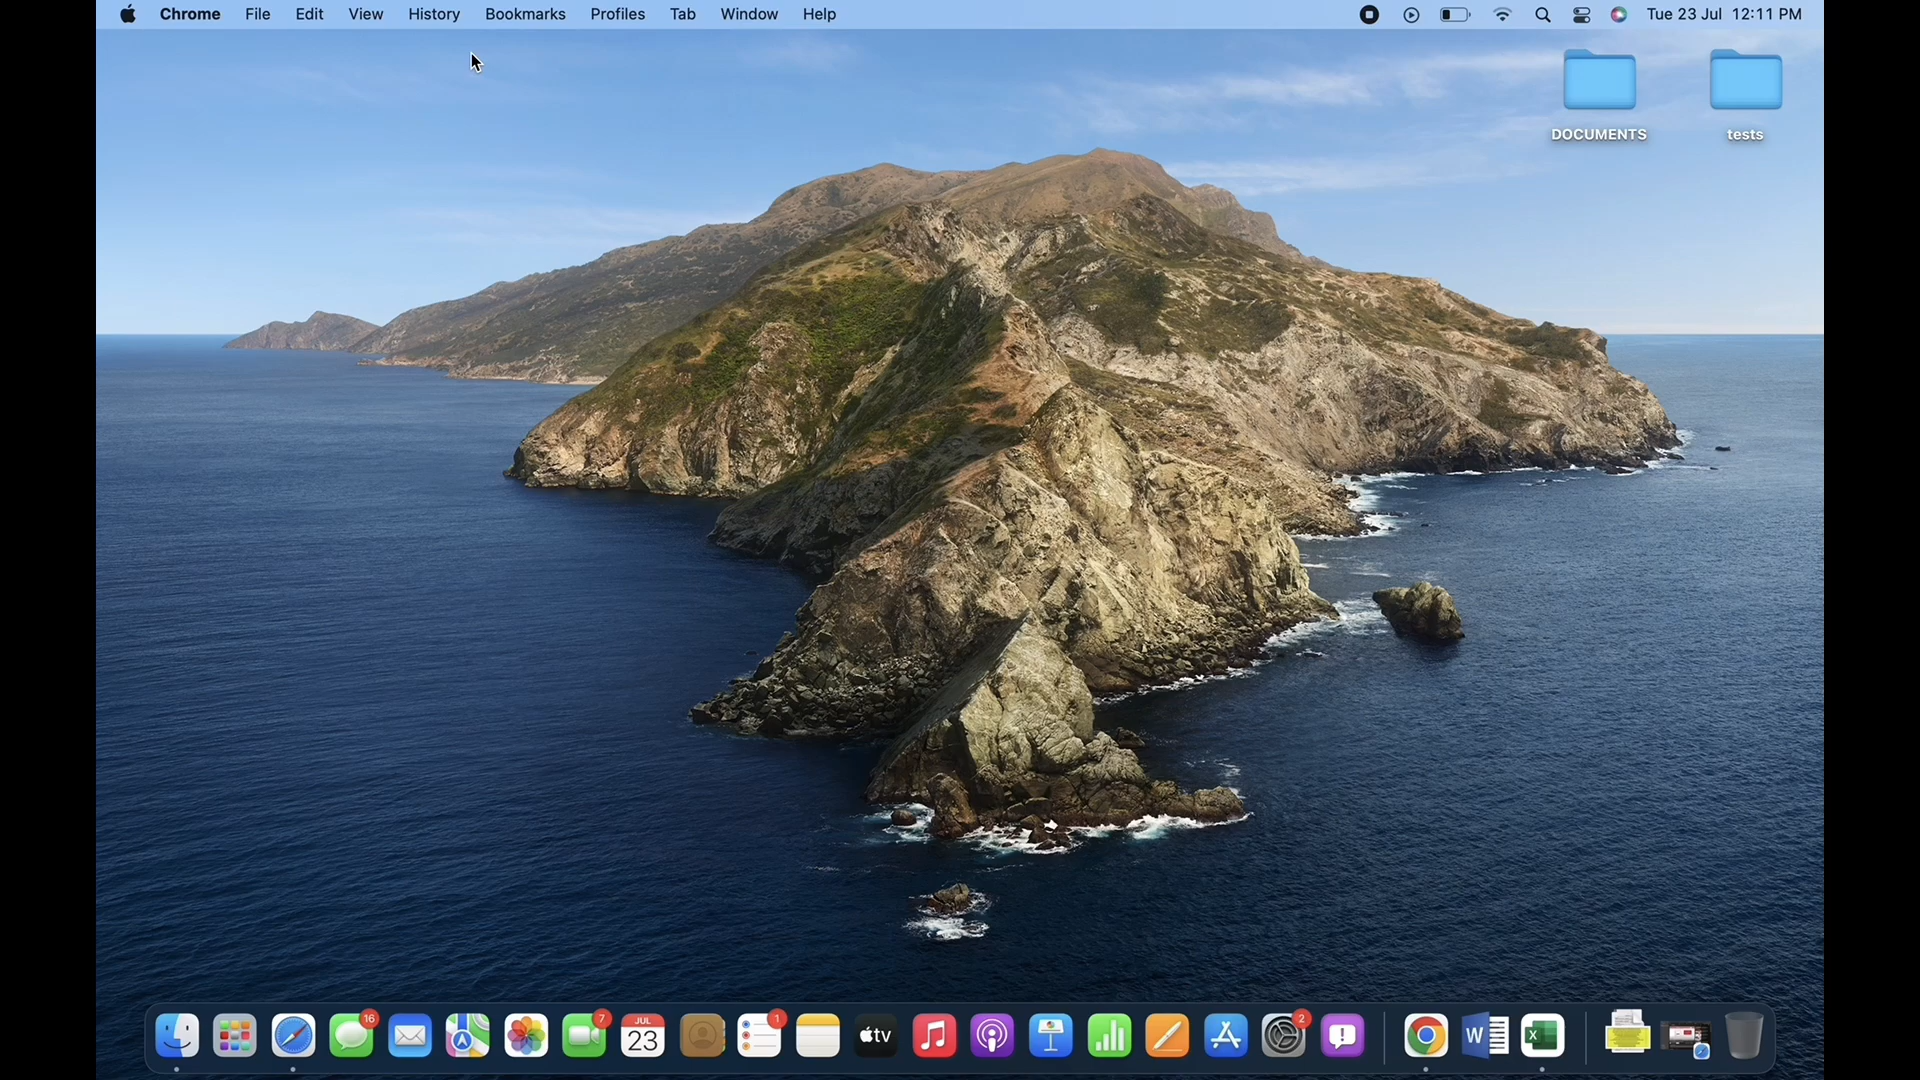 Chrome File Edit View History Bookmarks Profiles Tab Window Help Tue 23 Jul 12:11 PM
DOCUMENTS tests
16 7 JUL 23 1 tv 2 W X